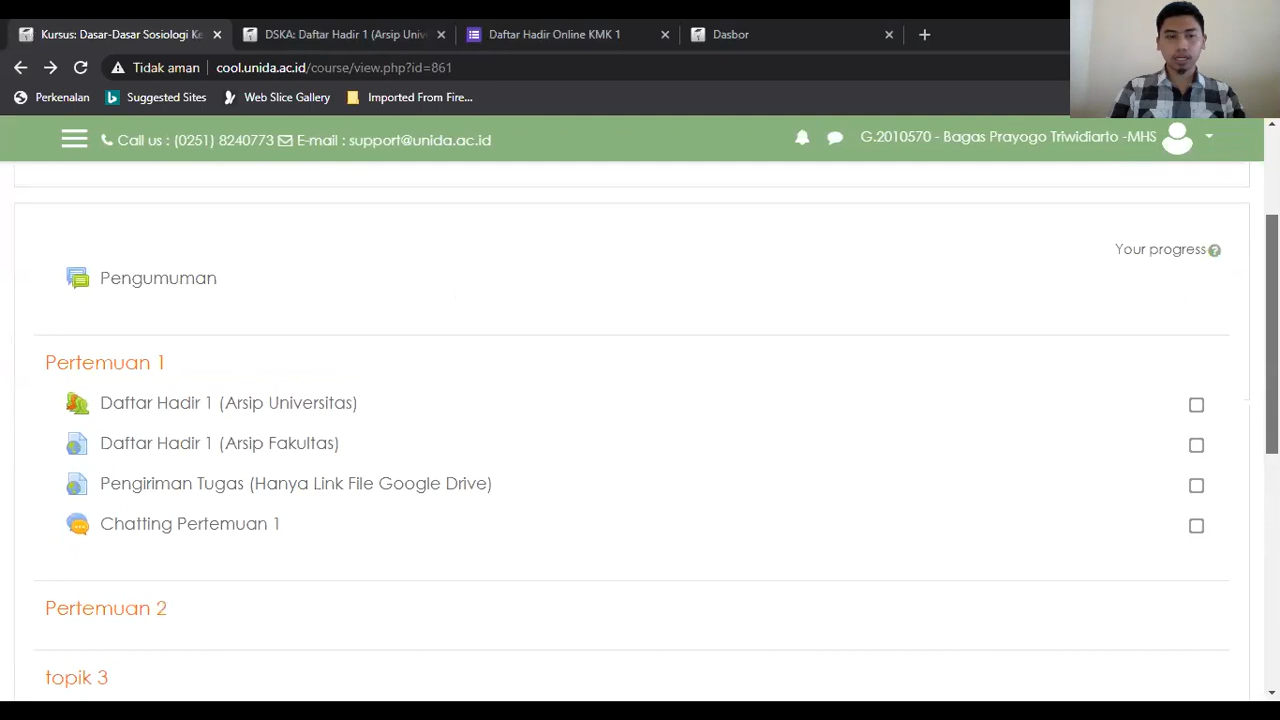 Kursus: Dasar-Dasar Sosiologi Ke
DSKA: Daftar Hadir 1 (Arsip Univ
Daftar Hadir Online KMK 1
Dasbor
Tidak aman
cool.unida.ac.id/course/view.php?id=861
Perkenalan
Suggested Sites
Web Slice Gallery
Imported From Fire...
Call us : (0251) 8240773
E-mail : support@unida.ac.id
G.2010570 - Bagas Prayogo Triwidiarto -MHS
Your progress
Pengumuman
Pertemuan 1
Daftar Hadir 1 (Arsip Universitas)
Daftar Hadir 1 (Arsip Fakultas)
Pengiriman Tugas (Hanya Link File Google Drive)
Chatting Pertemuan 1
Pertemuan 2
topik 3